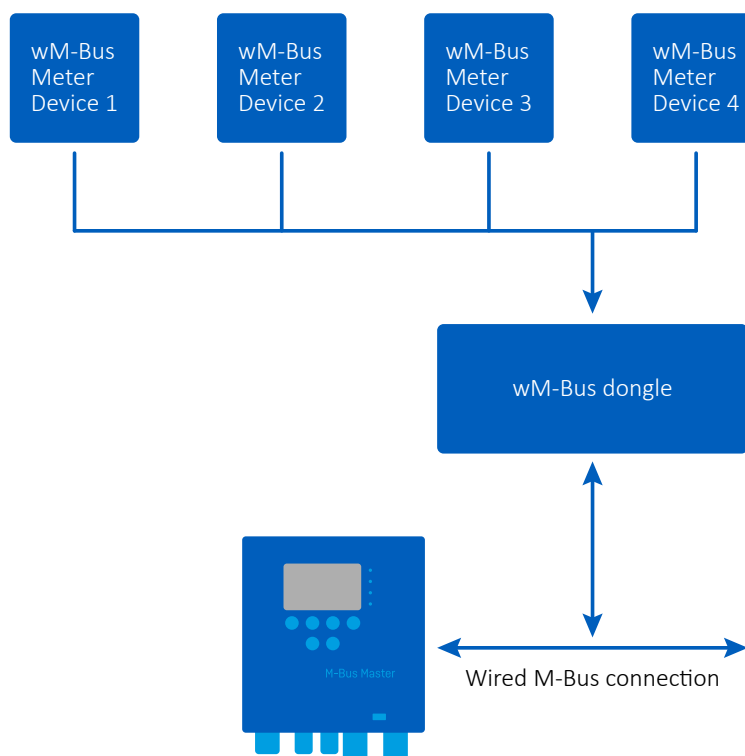 wM-Bus
Meter
Device 1
wM-Bus
Meter
Device 2
wM-Bus
Meter
Device 3
wM-Bus
Meter
Device 4
wM-Bus dongle
M-Bus Master
Wired M-Bus connection